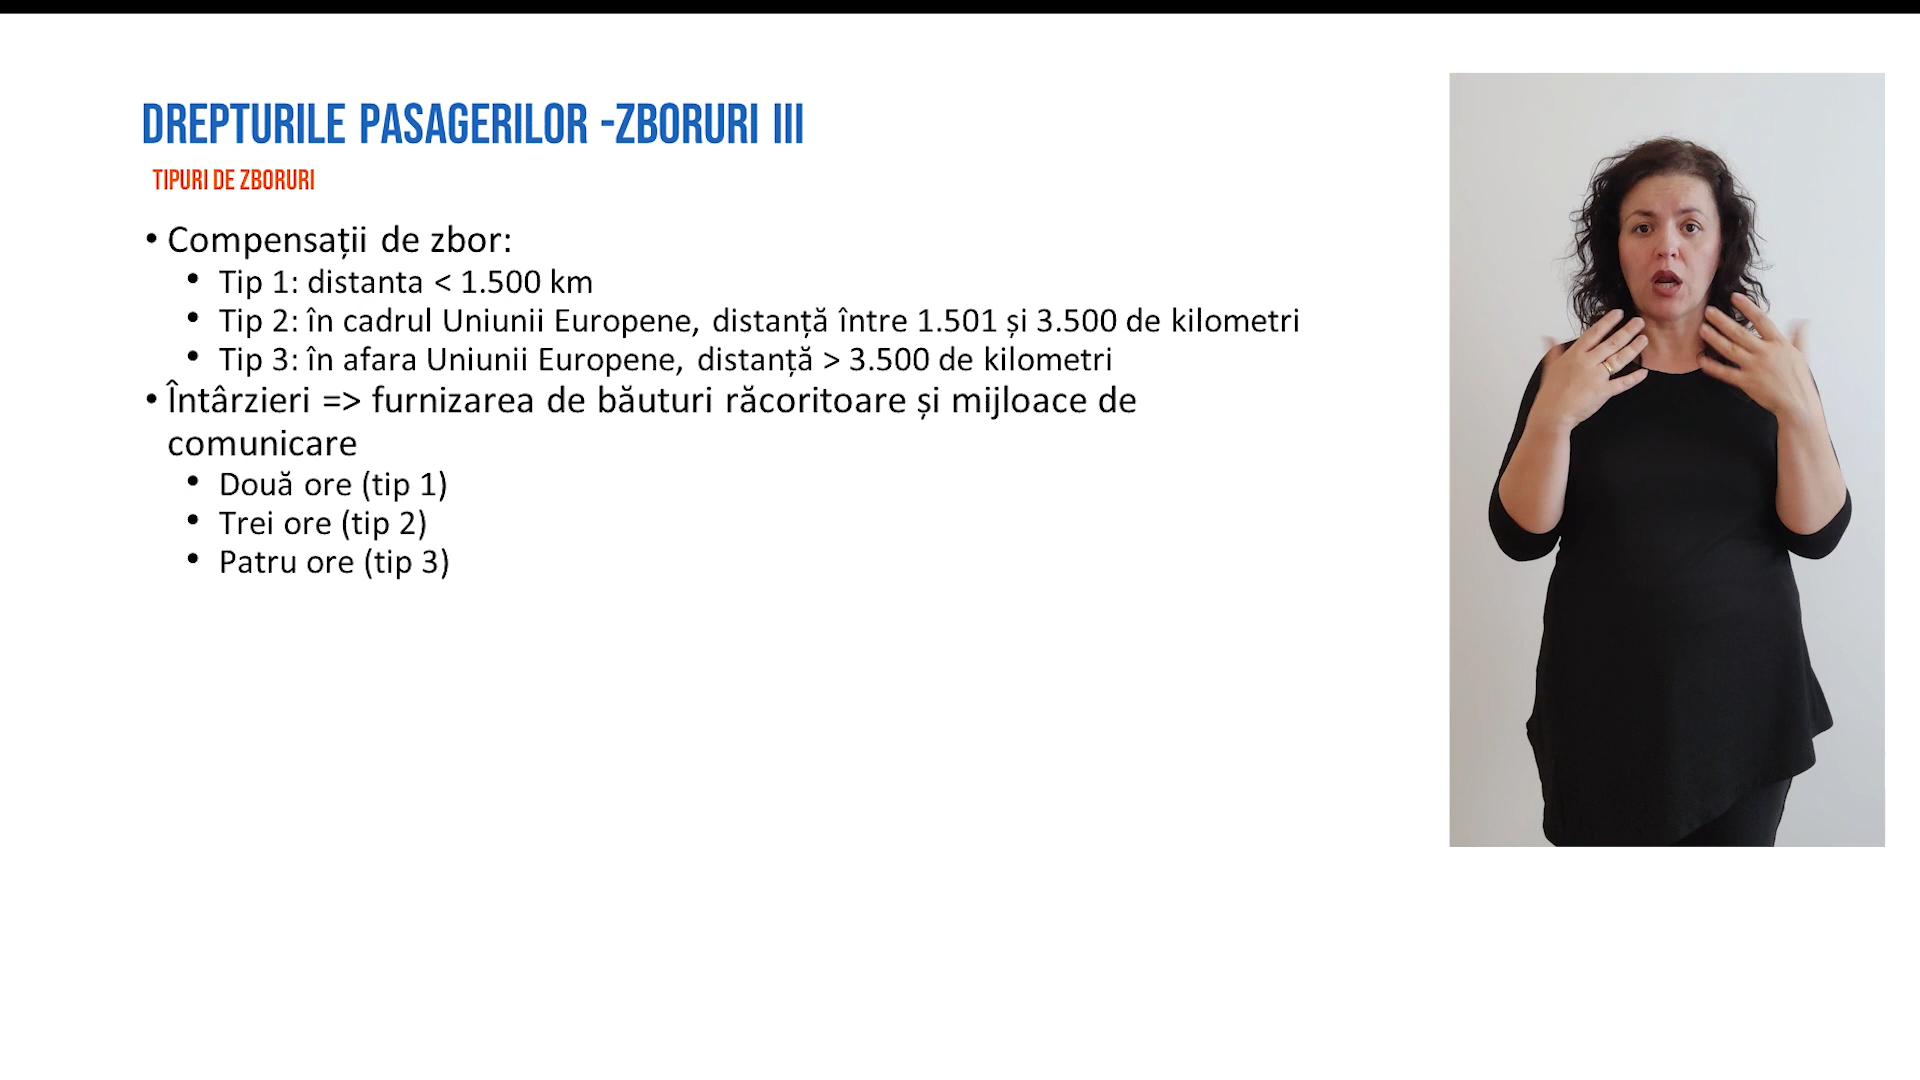 DREPTURILE PASAGERILOR -ZBORURI III
TIPURI DE ZBORURI
• Compensații de zbor:
• Tip 1: distanta < 1.500 km
• Tip 2: în cadrul Uniunii Europene, distanță între 1.501 și 3.500 de kilometri
• Tip 3: în afara Uniunii Europene, distanță > 3.500 de kilometri
• Întârzieri => furnizarea de băuturi răcoritoare și mijloace de
comunicare
• Două ore (tip 1)
• Trei ore (tip 2)
• Patru ore (tip 3)